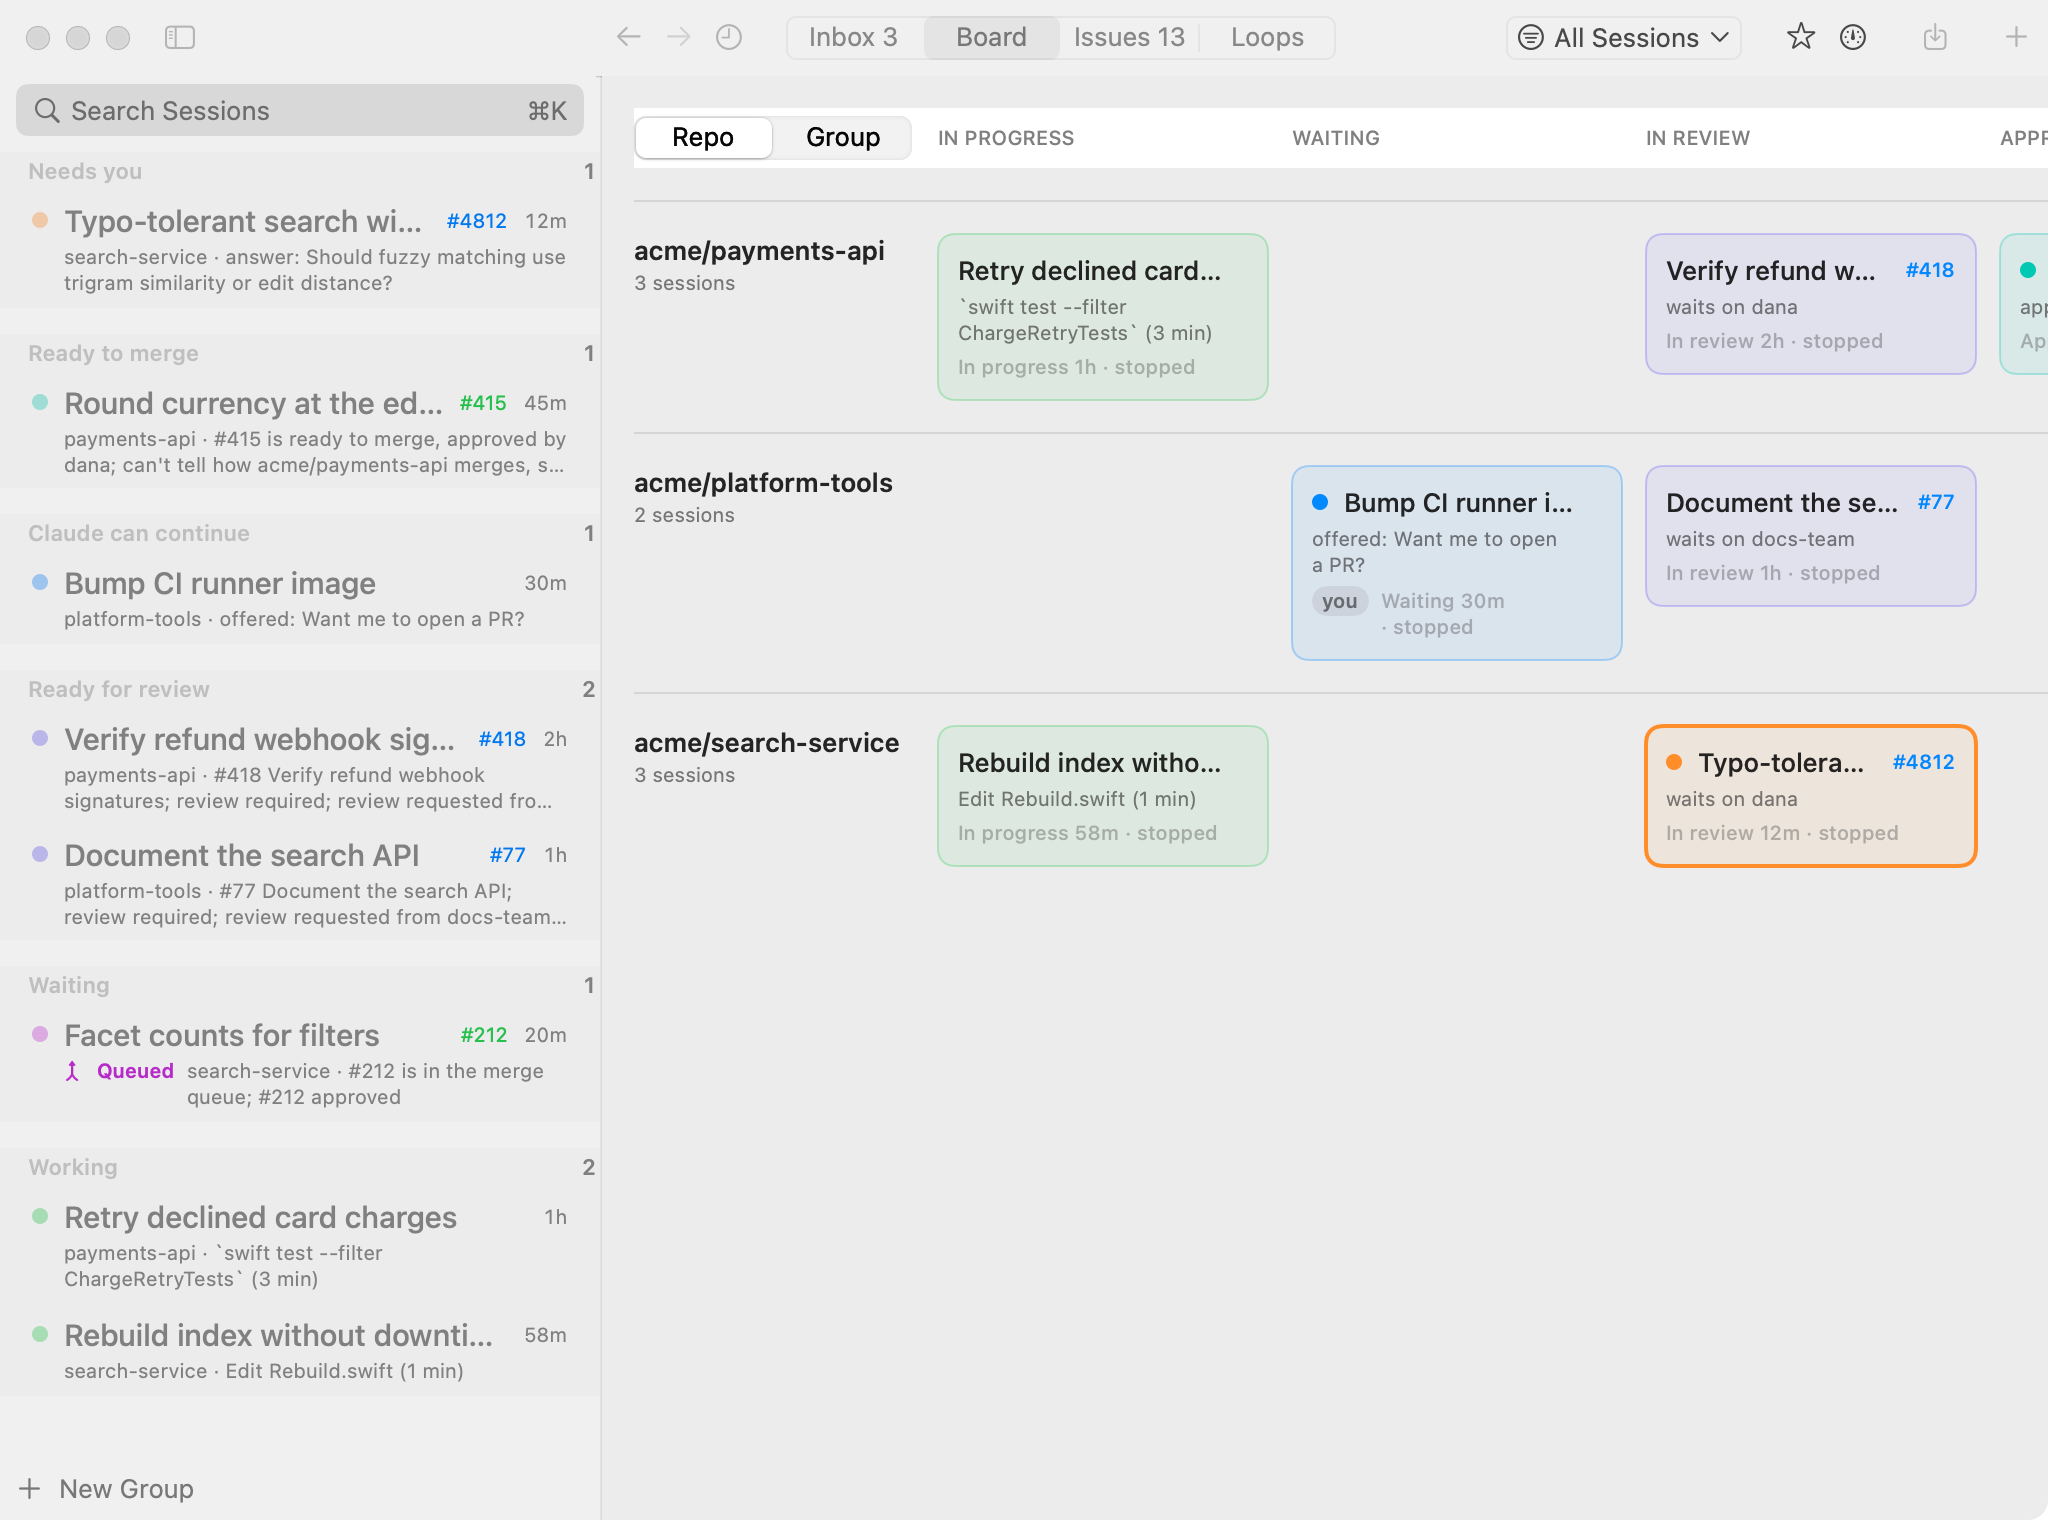 Inbox 3
Board
Issues 13
Loops
All Sessions
Search Sessions
⌘K
Needs you
1
Typo-tolerant search wi...
#4812
12m
search-service · answer: Should fuzzy matching use
trigram similarity or edit distance?
Ready to merge
1
Round currency at the ed...
#415
45m
payments-api · #415 is ready to merge, approved by
dana; can't tell how acme/payments-api merges, s...
Claude can continue
1
Bump CI runner image
30m
platform-tools · offered: Want me to open a PR?
Ready for review
2
Verify refund webhook sig...
#418
2h
payments-api · #418 Verify refund webhook
signatures; review required; review requested fro...
Document the search API
#77
1h
platform-tools · #77 Document the search API;
review required; review requested from docs-team...
Waiting
1
Facet counts for filters
#212
20m
Queued
search-service · #212 is in the merge
queue; #212 approved
Working
2
Retry declined card charges
1h
payments-api · `swift test --filter
ChargeRetryTests` (3 min)
Rebuild index without downti...
58m
search-service · Edit Rebuild.swift (1 min)
New Group
Repo
Group
IN PROGRESS
WAITING
IN REVIEW
APPR
acme/payments-api
3 sessions
Retry declined card...
`swift test --filter
ChargeRetryTests` (3 min)
In progress 1h · stopped
Verify refund w...
#418
waits on dana
In review 2h · stopped
app
Ap
acme/platform-tools
2 sessions
Bump CI runner i...
offered: Want me to open
a PR?
you
Waiting 30m
· stopped
Document the se...
#77
waits on docs-team
In review 1h · stopped
acme/search-service
3 sessions
Rebuild index witho...
Edit Rebuild.swift (1 min)
In progress 58m · stopped
Typo-tolera...
#4812
waits on dana
In review 12m · stopped